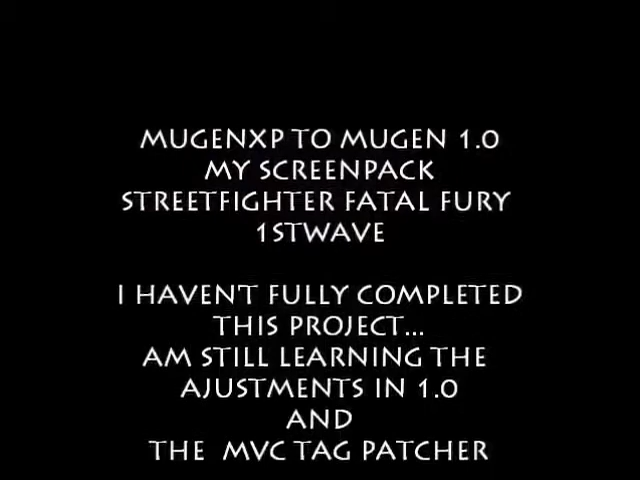 MUGENXP TO MUGEN 1.0
MY SCREENPACK
STREETFIGHTER FATAL FURY
1STWAVE
I HAVEN'T FULLY COMPLETED
THIS PROJECT...
AM STILL LEARNING THE
AJUSTMENTS IN 1.0
AND
THE MVC TAG PATCHER